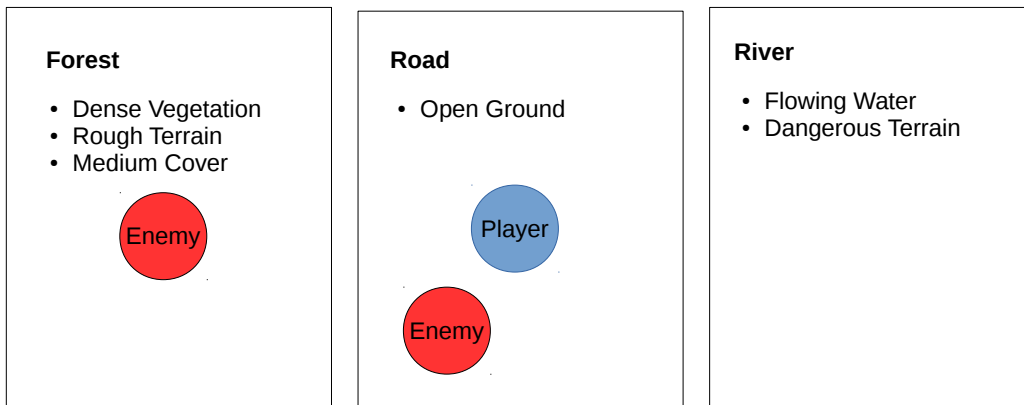 Forest
• Dense Vegetation
• Rough Terrain
• Medium Cover
Enemy
Road
• Open Ground
Player
Enemy
River
• Flowing Water
• Dangerous Terrain